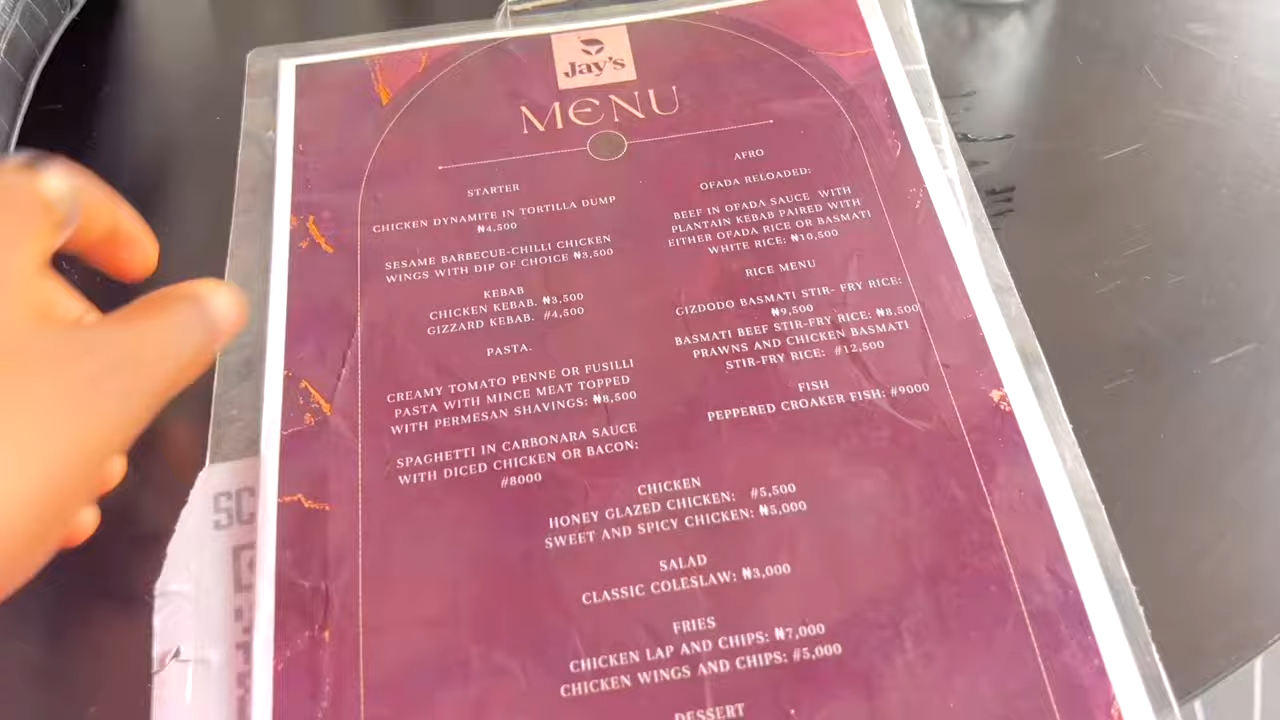 Jay's
MENU
STARTER
CHICKEN DYNAMITE IN TORTILLA DUMP
₦4,500
SESAME BARBECUE-CHILLI CHICKEN
WINGS WITH DIP OF CHOICE ₦3,500
KEBAB
CHICKEN KEBAB. ₦3,500
GIZZARD KEBAB. #4,500
PASTA.
CREAMY TOMATO PENNE OR FUSILLI
PASTA WITH MINCE MEAT TOPPED
WITH PERMESAN SHAVINGS: ₦8,500
SPAGHETTI IN CARBONARA SAUCE
WITH DICED CHICKEN OR BACON:
#8000
AFRO
OFADA RELOADED:
BEEF IN OFADA SAUCE WITH
PLANTAIN KEBAB PAIRED WITH
EITHER OFADA RICE OR BASMATI
WHITE RICE: ₦10,500
RICE MENU
GIZDODO BASMATI STIR- FRY RICE:
₦9,500
BASMATI BEEF STIR-FRY RICE: ₦8,500
PRAWNS AND CHICKEN BASMATI
STIR-FRY RICE: #12,500
FISH
PEPPERED CROAKER FISH: #9000
CHICKEN
HONEY GLAZED CHICKEN: #5,500
SWEET AND SPICY CHICKEN: ₦5,000
SALAD
CLASSIC COLESLAW: ₦3,000
FRIES
CHICKEN LAP AND CHIPS: ₦7,000
CHICKEN WINGS AND CHIPS: #5,000
DESSERT
SC